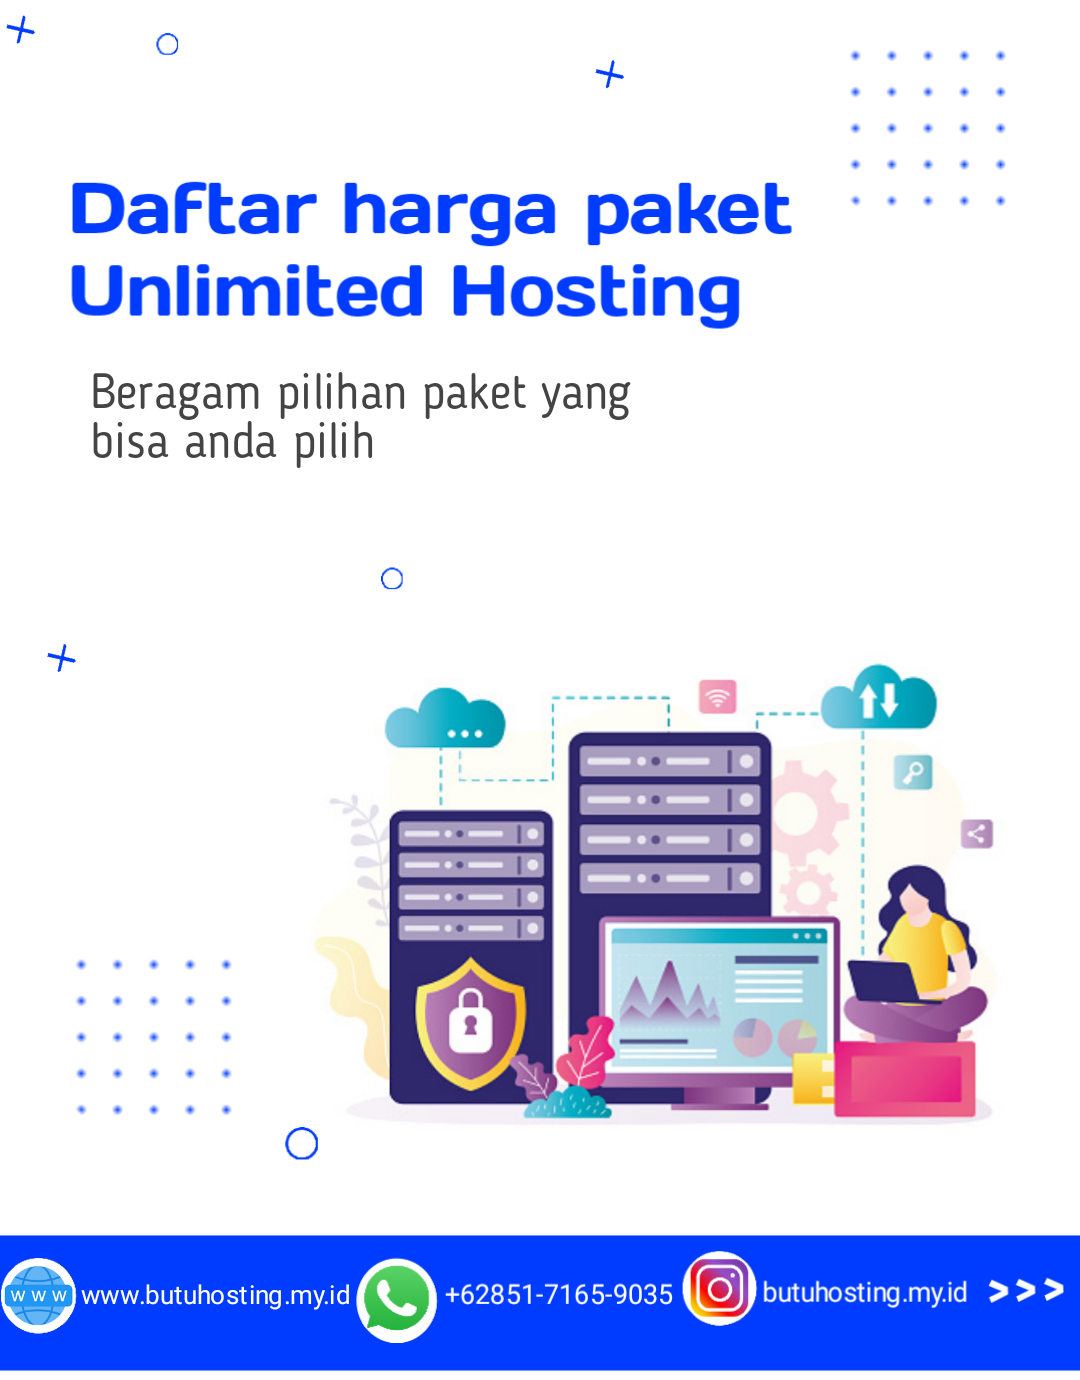 Daftar harga paket
Unlimited Hosting
Beragam pilihan paket yang
bisa anda pilih
WWW www.butuhosting.my.id +62851-7165-9035 butuhosting.my.id >>>